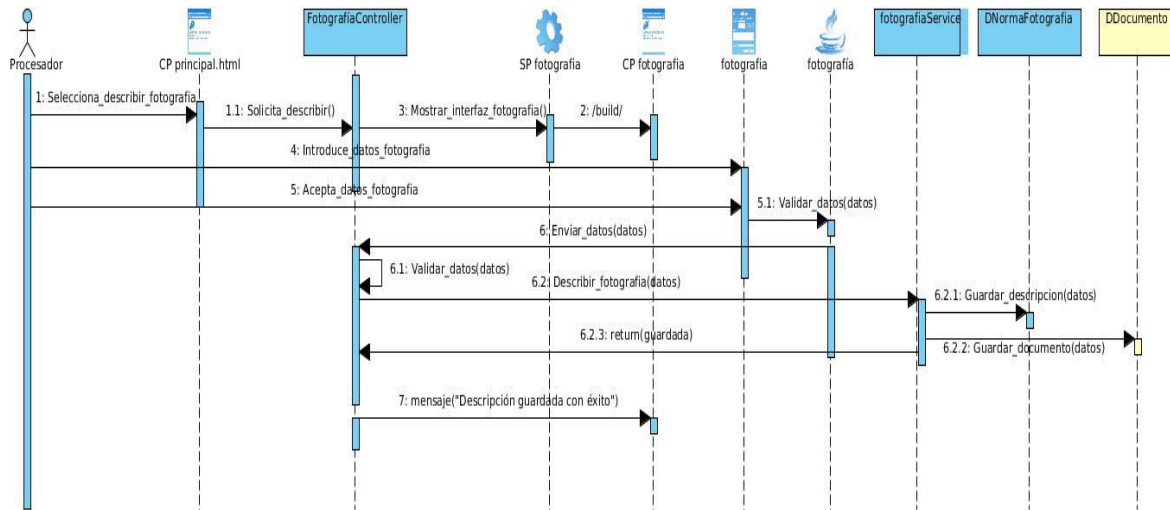 FotografíaController
fotografiaService
DNormaFotografia
DDocumento
Procesador
CP principal.html
SP fotografia
CP fotografia
fotografia
fotografía
1: Selecciona_describir_fotografia
1.1: Solicita_describir()
3: Mostrar_interfaz_fotografia()
2: /build/
4: Introduce_datos_fotografia
5: Acepta_datos_fotografia
5.1: Validar_datos(datos)
6: Enviar_datos(datos)
6.1: Validar_datos(datos)
6.2: Describir_fotografia(datos)
6.2.1: Guardar_descripcion(datos)
6.2.3: return(guardada)
6.2.2: Guardar_documento(datos)
7: mensaje("Descripción guardada con éxito")